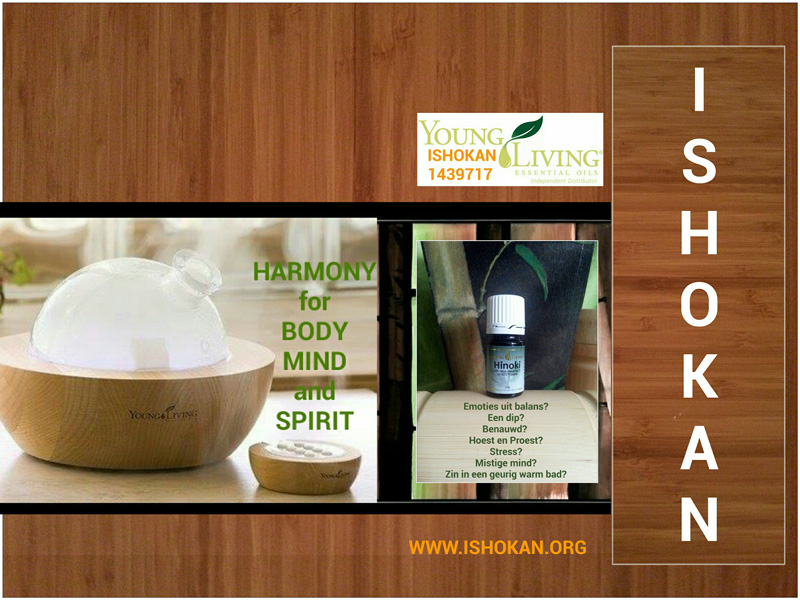 YOUNG LIVING
ISHOKAN
1439717
ESSENTIAL OILS
Independent Distributor
HARMONY
for
BODY
MIND
and
SPIRIT
YOUNG LIVING
YOUNG LIVING
Hinoki
Emoties uit balans?
Een dip?
Benauwd?
Hoest en Proest?
Stress?
Mistige mind?
Zin in een geurig warm bad?
WWW.ISHOKAN.ORG
I
S
H
O
K
A
N